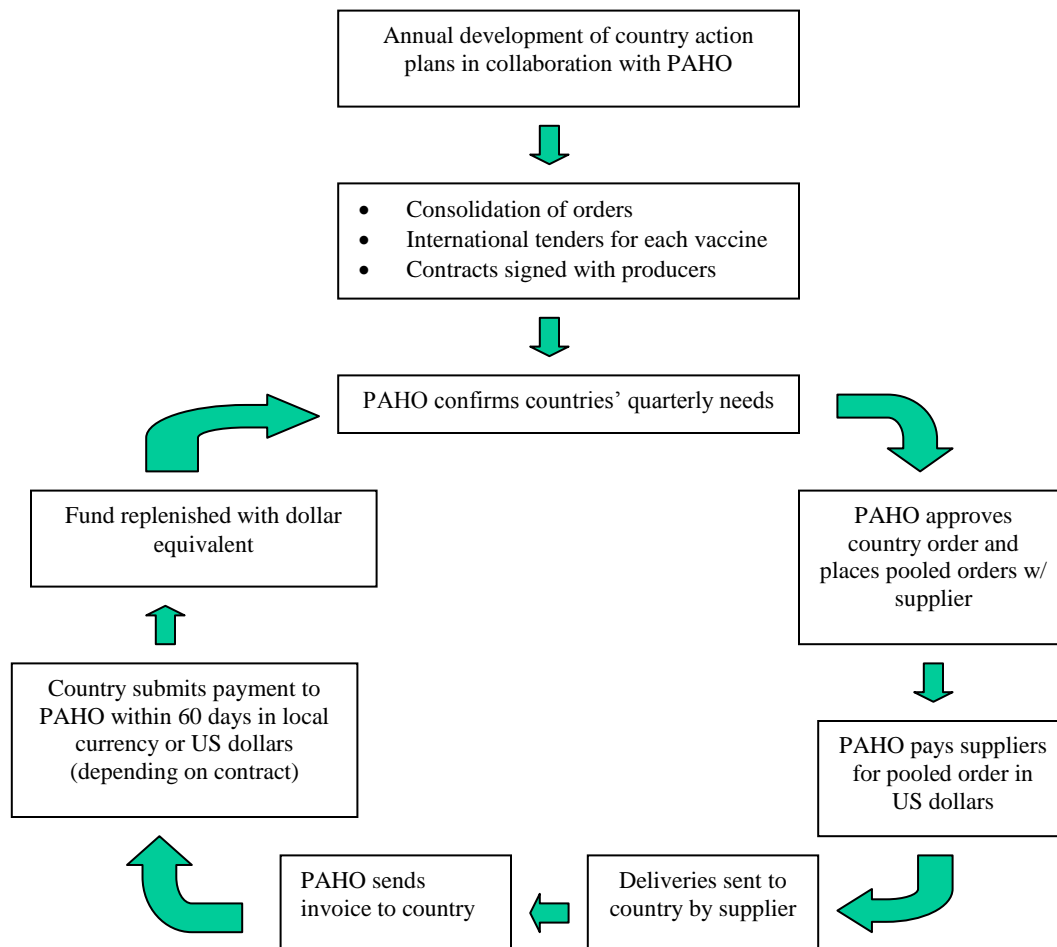 Annual development of country action
plans in collaboration with PAHO
• Consolidation of orders
• International tenders for each vaccine
• Contracts signed with producers
PAHO confirms countries’ quarterly needs
PAHO approves
country order and
places pooled orders w/
supplier
PAHO pays suppliers
for pooled order in
US dollars
Deliveries sent to
country by supplier
PAHO sends
invoice to country
Country submits payment to
PAHO within 60 days in local
currency or US dollars
(depending on contract)
Fund replenished with dollar
equivalent